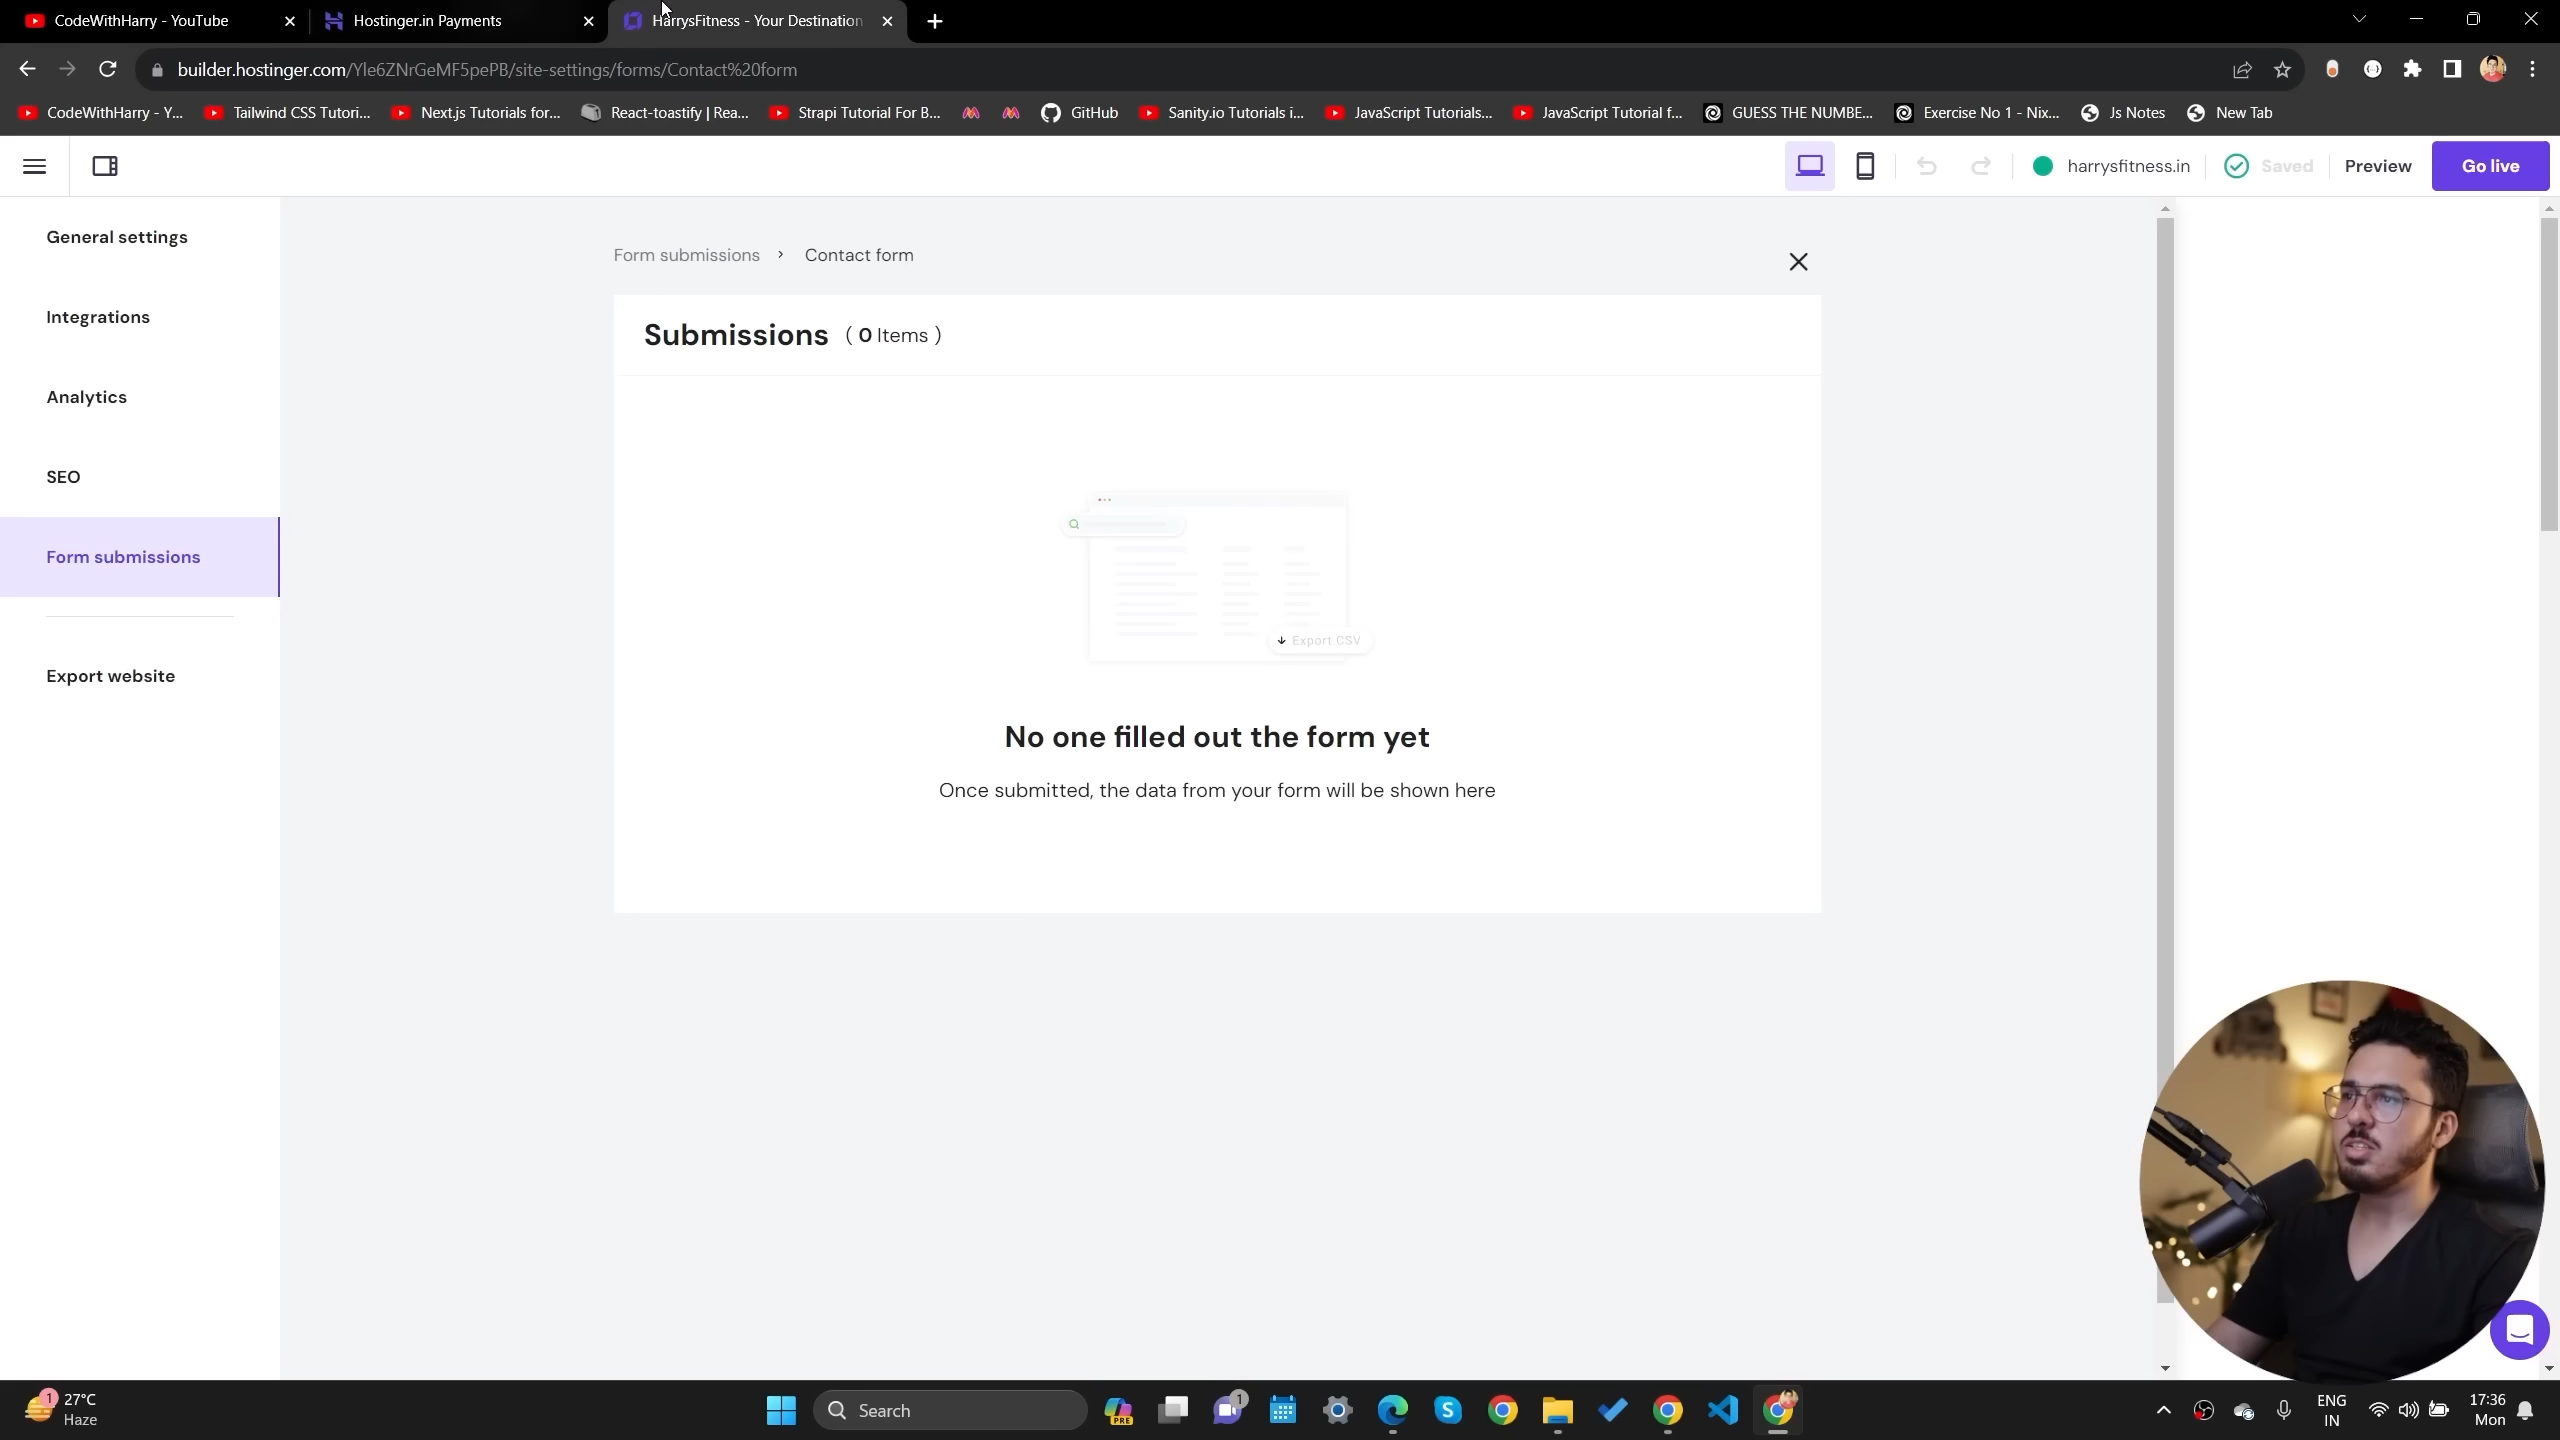 CodeWithHarry - YouTube
Hostinger.in Payments
HarrysFitness - Your Destination
builder.hostinger.com/Yle6ZNrGeMF5pePB/site-settings/forms/Contact%20form
CodeWithHarry - Y...
Tailwind CSS Tutori...
Next.js Tutorials for...
React-toastify | Rea...
Strapi Tutorial For B...
GitHub
Sanity.io Tutorials i...
JavaScript Tutorials...
JavaScript Tutorial f...
GUESS THE NUMBE...
Exercise No 1 - Nix...
Js Notes
New Tab
harrysfitness.in
Saved
Preview
Go live
General settings
Integrations
Analytics
SEO
Form submissions
Export website
Form submissions > Contact form
Submissions ( 0 Items )
Export CSV
No one filled out the form yet
Once submitted, the data from your form will be shown here
1
27°C
Haze
Search
PRE
1
ENG
IN
17:36
Mon